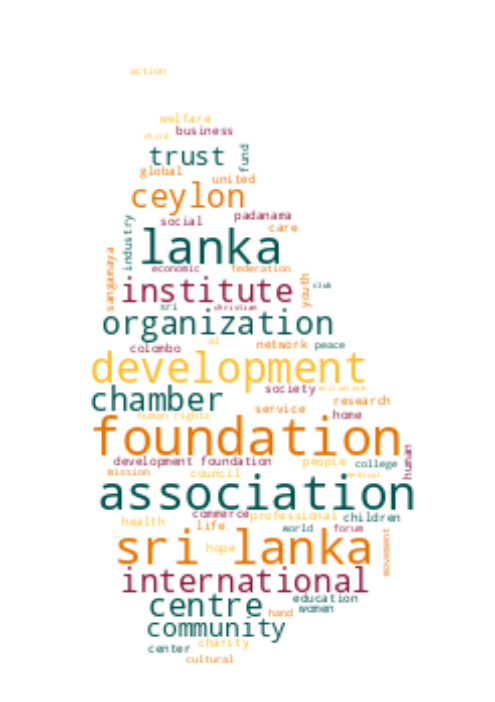 action
welfare
business
child
trust
fund
global
united
ceylon
padanama
social
care
industry
lanka
economic
federation
sangamaya
institute
youth
club
sri
christian
organization
al
network
peace
colombo
development
society
initiative
chamber
research
service
home
human rights
foundation
development foundation
people
college
human
mission
council
medical
association
commerce
professional
children
health
life
world
forum
sri lanka
hope
movement
international
education
centre
women
hand
community
charity
center
cultural